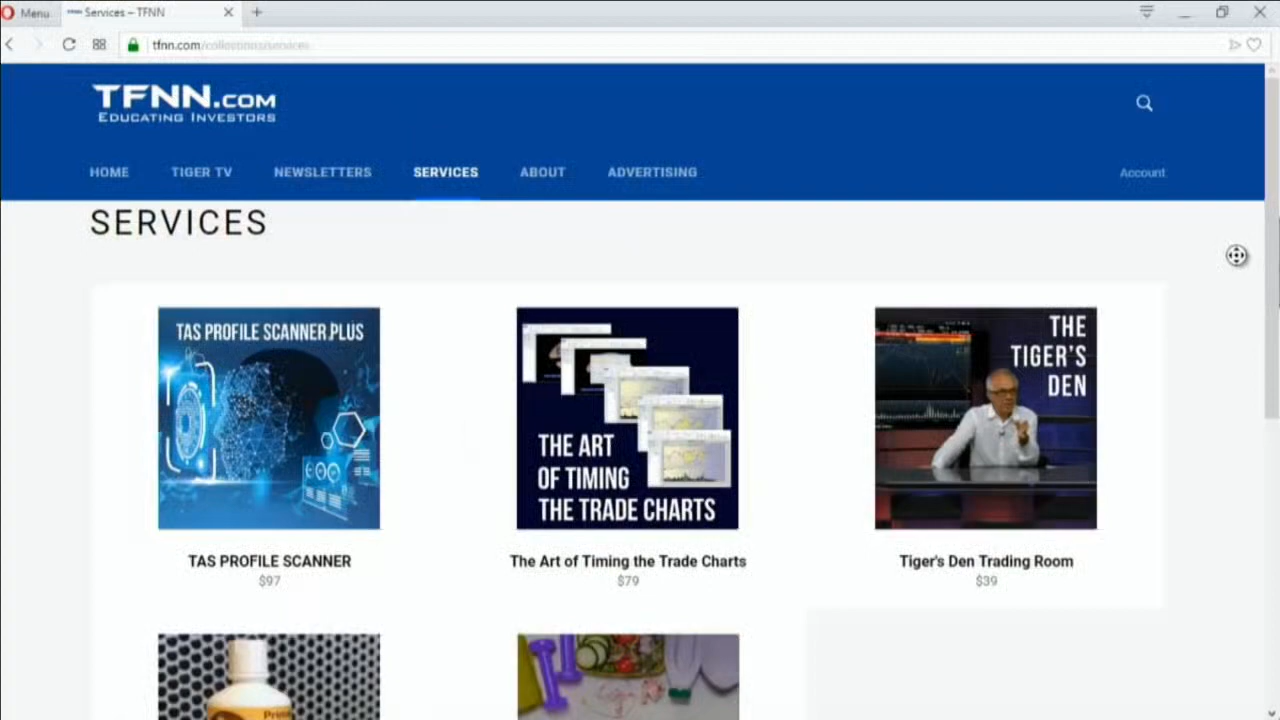 Menu
Services – TFNN
tfnn.com/collections/services
TFNN.COM
EDUCATING INVESTORS
HOME TIGER TV NEWSLETTERS SERVICES ABOUT ADVERTISING Account
SERVICES
TAS PROFILE SCANNER PLUS
THE ART
OF TIMING
THE TRADE CHARTS
THE
TIGER'S
DEN
TAS PROFILE SCANNER
$97
The Art of Timing the Trade Charts
$79
Tiger's Den Trading Room
$39